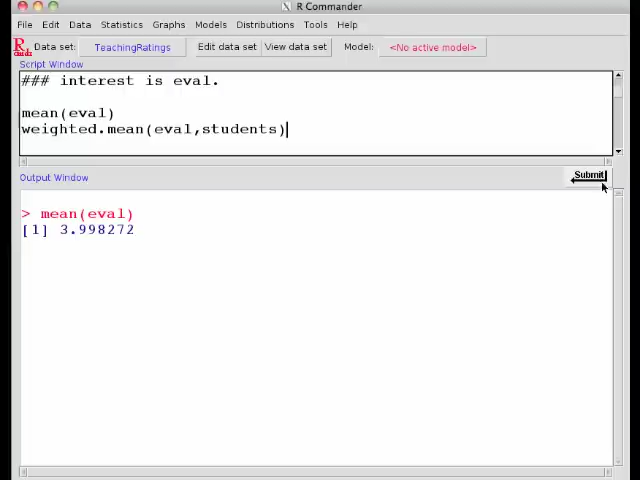 R Commander
File Edit Data Statistics Graphs Models Distributions Tools Help
Data set: TeachingRatings Edit data set View data set Model: <No active model>
Script Window
### interest is eval.
mean(eval)
weighted.mean(eval,students)
Output Window Submit
> mean(eval)
[1] 3.998272